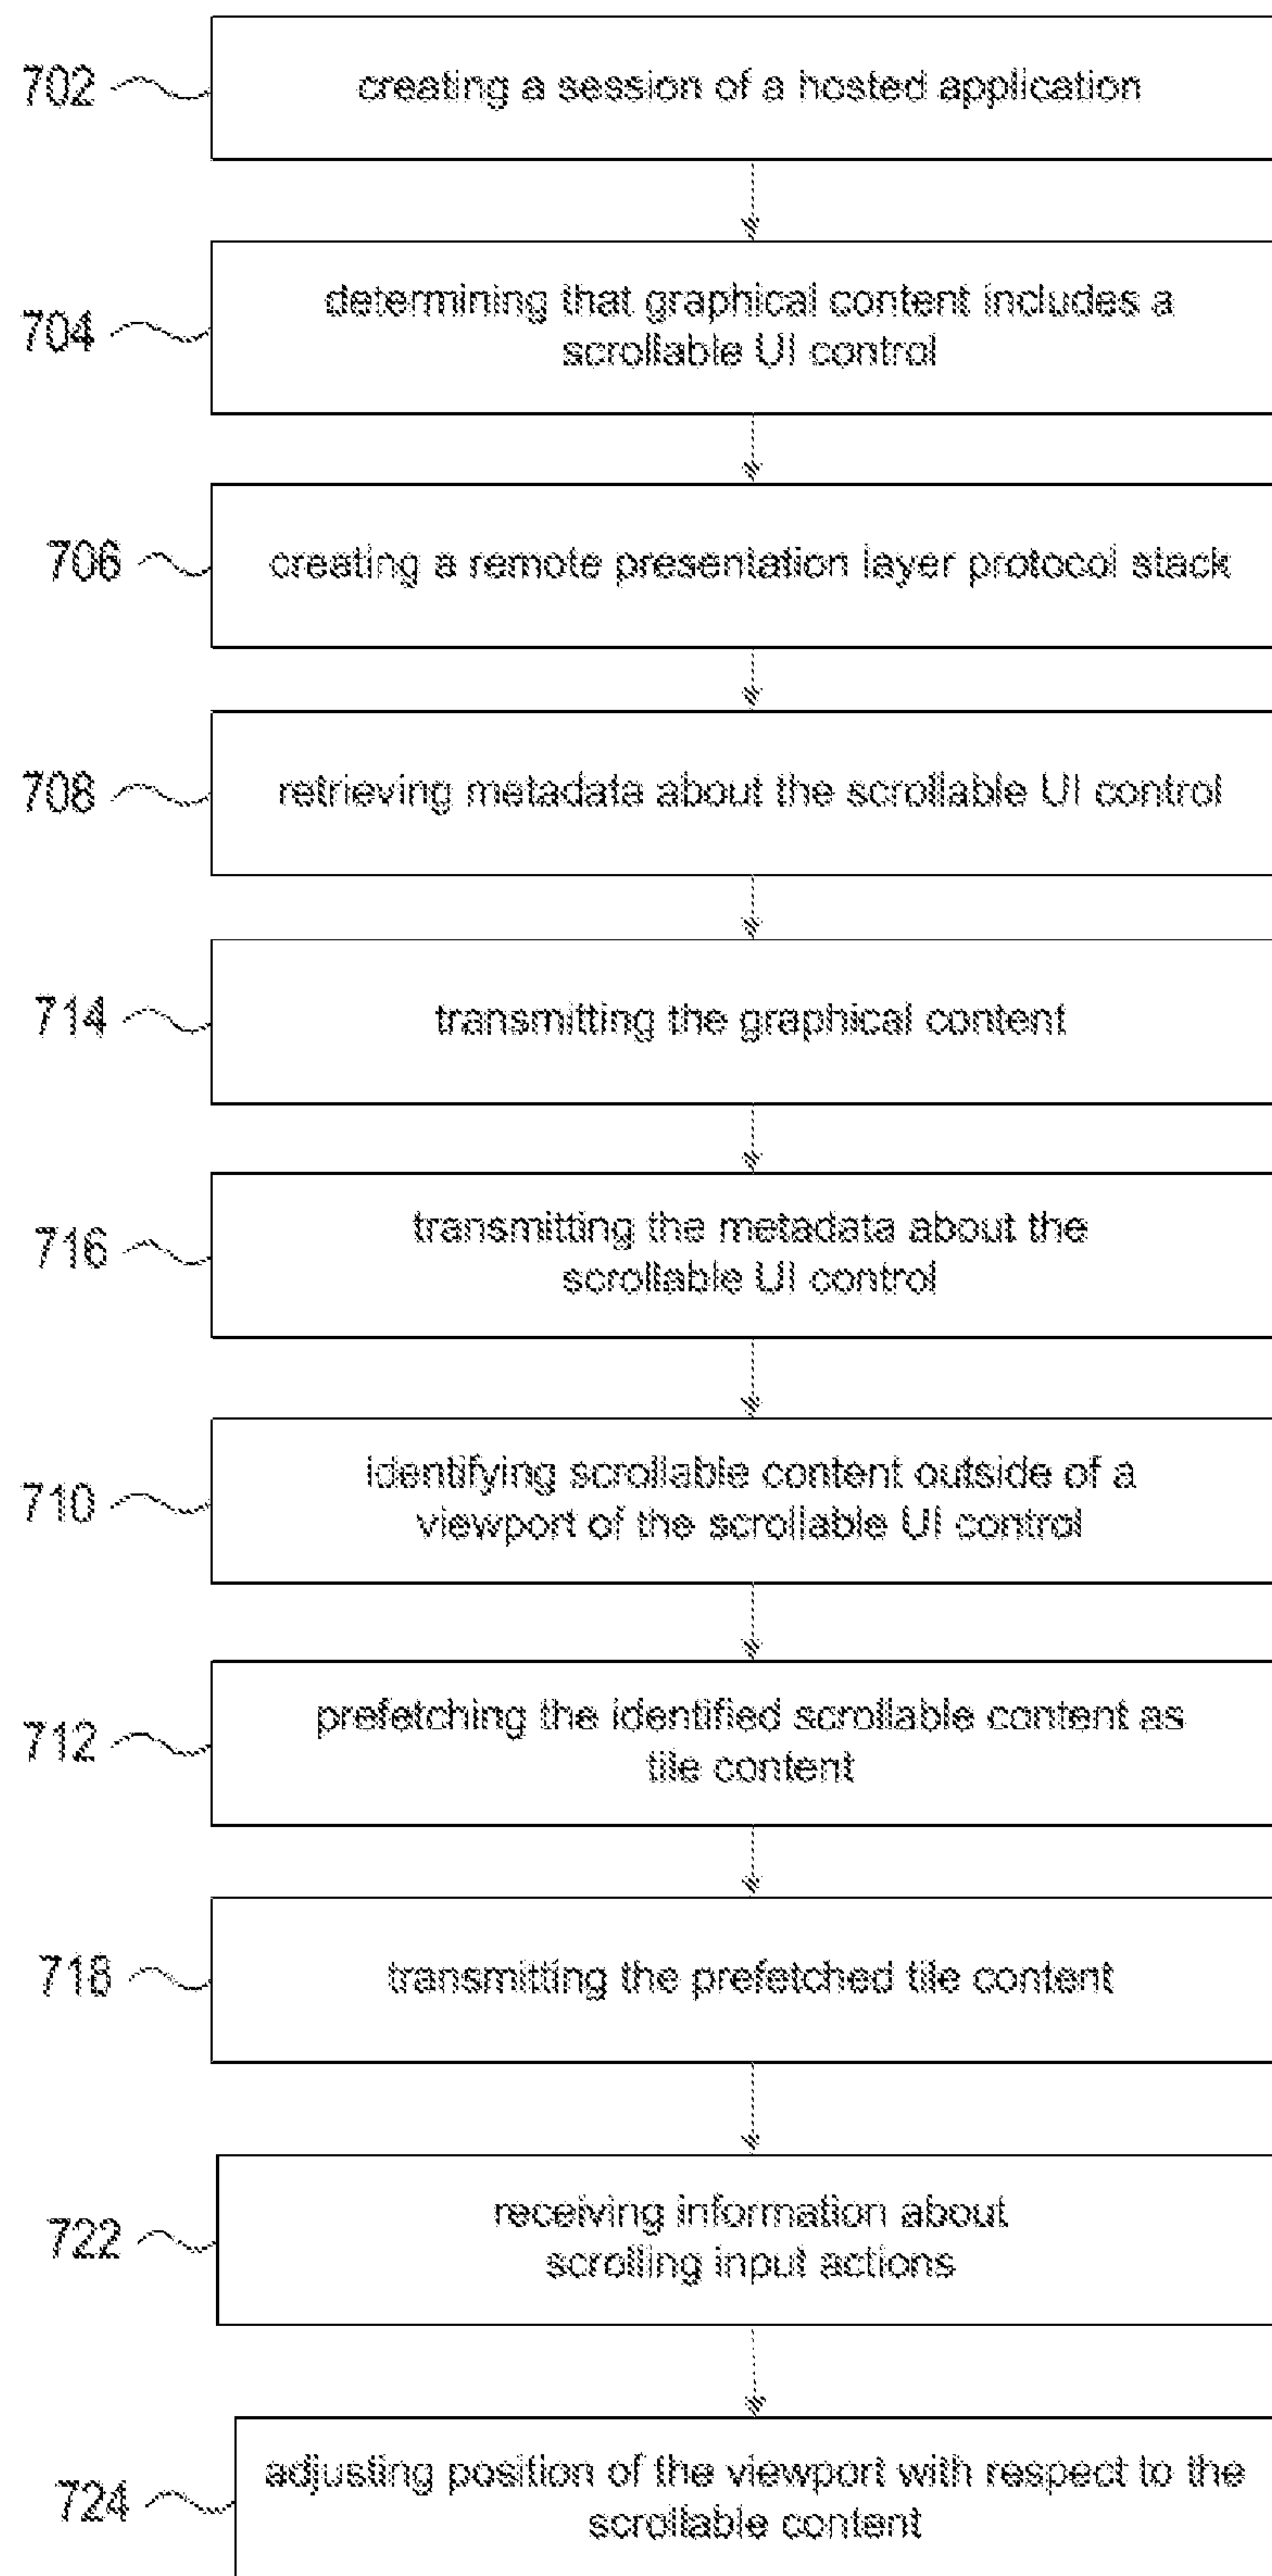 702
creating a session of a hosted application
704
determining that graphical content includes a
scrollable UI control
706
creating a remote presentation layer protocol stack
708
retrieving metadata about the scrollable UI control
714
transmitting the graphical content
716
transmitting the metadata about the
scrollable UI control
710
identifying scrollable content outside of a
viewport of the scrollable UI control
712
prefetching the identified scrollable content as
tile content
718
transmitting the prefetched tile content
722
receiving information about
scrolling input actions
724
adjusting position of the viewport with respect to the
scrollable content